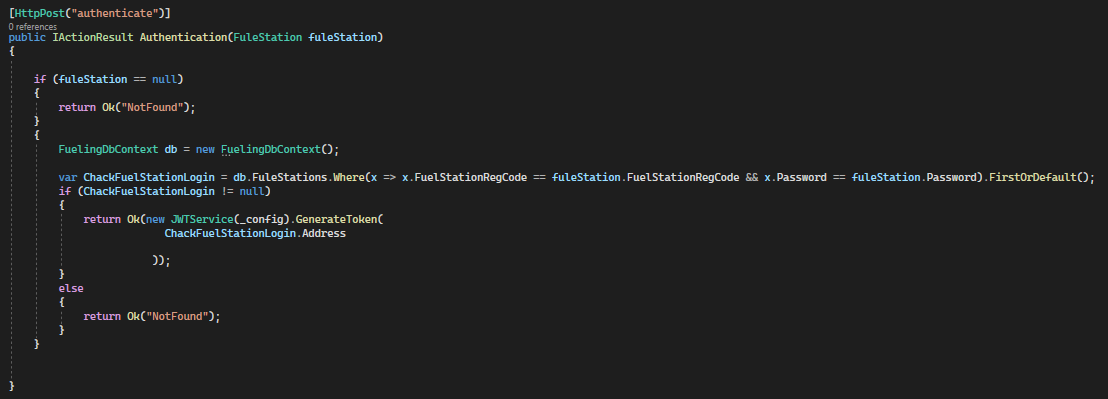 [HttpPost("authenticate")]
0 references
public IActionResult Authentication(FuleStation fuleStation)
{
if (fuleStation == null)
{
return Ok("NotFound");
}
{
FuelingDbContext db = new FuelingDbContext();
var ChackFuelStationLogin = db.FuleStations.Where(x => x.FuelStationRegCode == fuleStation.FuelStationRegCode && x.Password == fuleStation.Password).FirstOrDefault();
if (ChackFuelStationLogin != null)
{
return Ok(new JWTService(_config).GenerateToken(
ChackFuelStationLogin.Address
));
}
else
{
return Ok("NotFound");
}
}
}